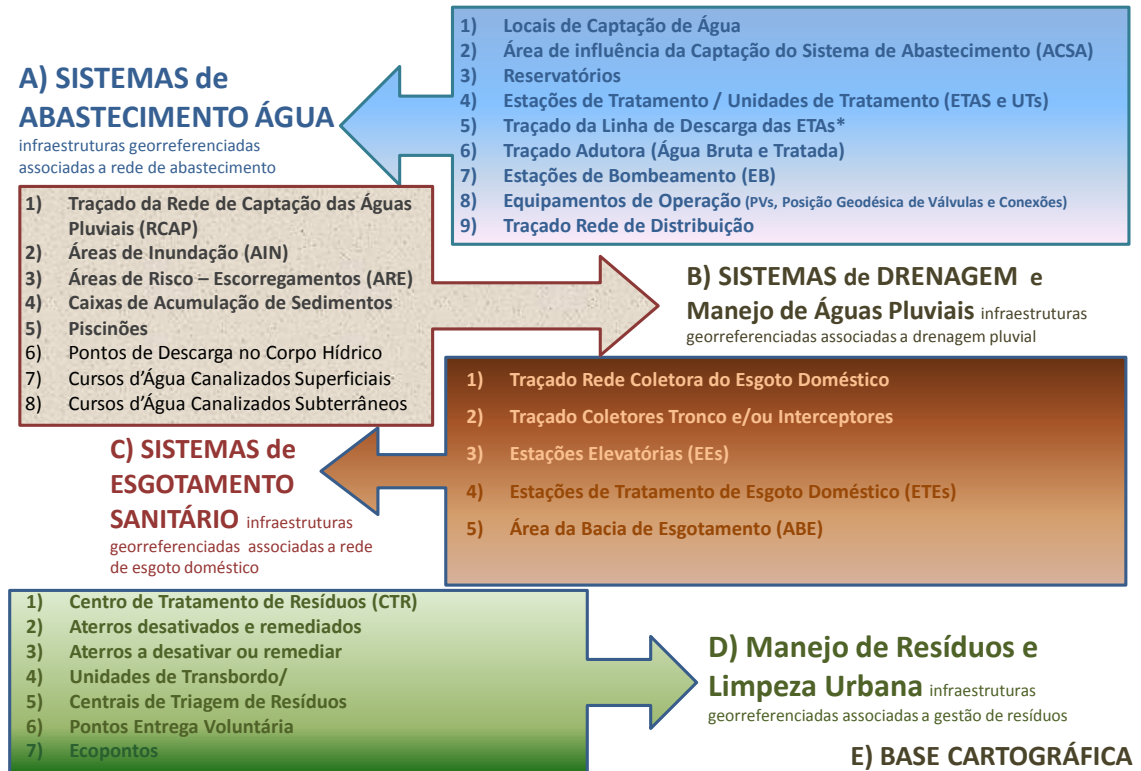 A) SISTEMAS de
ABASTECIMENTO ÁGUA
infraestruturas georreferenciadas
associadas a rede de abastecimento
1) Locais de Captação de Água
2) Área de influência da Captação do Sistema de Abastecimento (ACSA)
3) Reservatórios
4) Estações de Tratamento / Unidades de Tratamento (ETAS e UTs)
5) Traçado da Linha de Descarga das ETAs*
6) Traçado Adutora (Água Bruta e Tratada)
7) Estações de Bombeamento (EB)
8) Equipamentos de Operação (PVs, Posição Geodésica de Válvulas e Conexões)
9) Traçado Rede de Distribuição
1) Traçado da Rede de Captação das Águas
Pluviais (RCAP)
2) Áreas de Inundação (AIN)
3) Áreas de Risco – Escorregamentos (ARE)
4) Caixas de Acumulação de Sedimentos
5) Piscinões
6) Pontos de Descarga no Corpo Hídrico
7) Cursos d'Água Canalizados Superficiais
8) Cursos d'Água Canalizados Subterrâneos
B) SISTEMAS de DRENAGEM e
Manejo de Águas Pluviais infraestruturas
georreferenciadas associadas a drenagem pluvial
C) SISTEMAS de
ESGOTAMENTO
SANITÁRIO infraestruturas
georreferenciadas associadas a rede
de esgoto doméstico
1) Traçado Rede Coletora do Esgoto Doméstico
2) Traçado Coletores Tronco e/ou Interceptores
3) Estações Elevatórias (EEs)
4) Estações de Tratamento de Esgoto Doméstico (ETEs)
5) Área da Bacia de Esgotamento (ABE)
1) Centro de Tratamento de Resíduos (CTR)
2) Aterros desativados e remediados
3) Aterros a desativar ou remediar
4) Unidades de Transbordo/
5) Centrais de Triagem de Resíduos
6) Pontos Entrega Voluntária
7) Ecopontos
D) Manejo de Resíduos e
Limpeza Urbana infraestruturas
georreferenciadas associadas a gestão de resíduos
E) BASE CARTOGRÁFICA